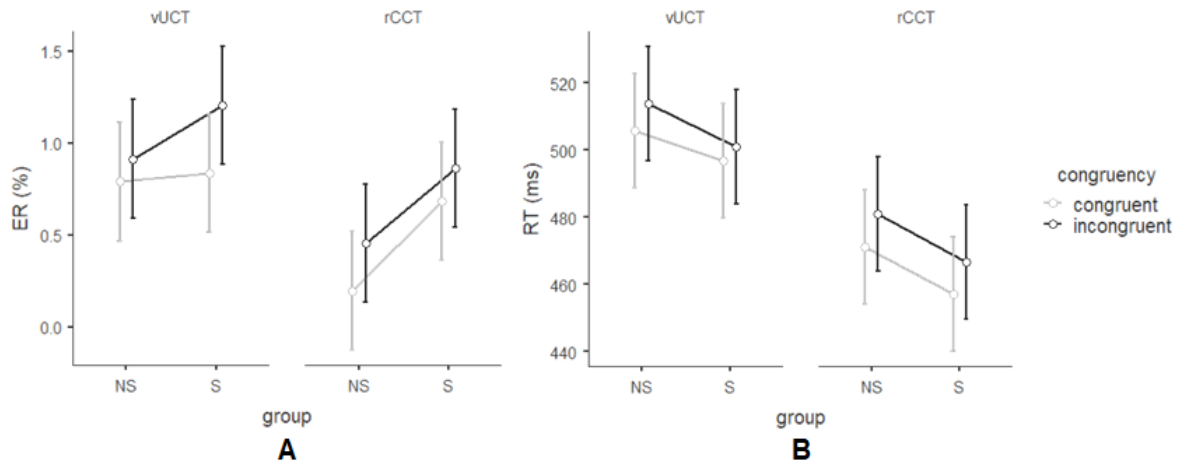 vUCT
rCCT
ER (%)
1.5
1.0
0.5
0.0
NS
S
NS
S
group
A
vUCT
rCCT
RT (ms)
520
500
480
460
440
NS
S
NS
S
group
B
congruency
congruent
incongruent